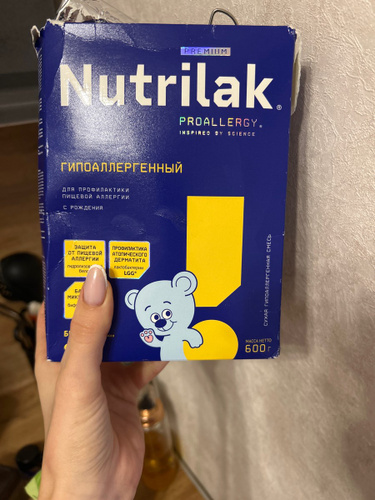 PREMIUM
Nutrilak®
PROALLERGY®
INSPIRED BY SCIENCE
ГИПОАЛЛЕРГЕННЫЙ
ДЛЯ ПРОФИЛАКТИКИ
ПИЩЕВОЙ АЛЛЕРГИИ
С РОЖДЕНИЯ
ЗАЩИТА
ОТ ПИЩЕВОЙ
АЛЛЕРГИИ
ПРОФИЛАКТИКА
АТОПИЧЕСКОГО
ДЕРМАТИТА
лактобактерии
LGG®
СУХАЯ ГИПОАЛЛЕРГЕННАЯ СМЕСЬ
МАССА НЕТТО
600 г